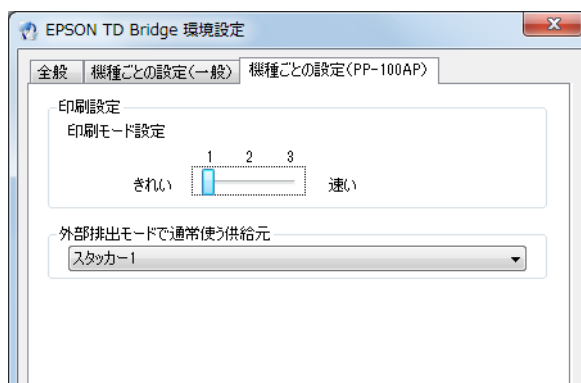 EPSON TD Bridge 環境設定
全般 機種ごとの設定(一般) 機種ごとの設定(PP-100AP)
印刷設定
印刷モード設定
1 2 3
きれい 速い
外部排出モードで通常使う供給元
スタッカー1